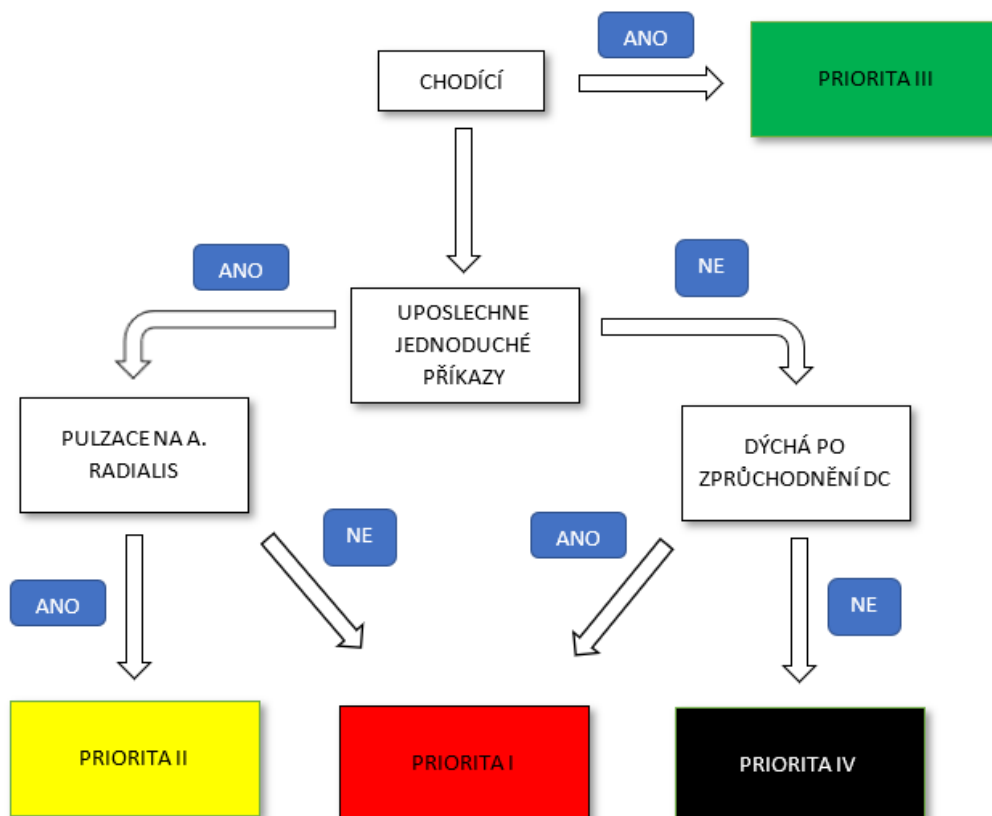 ANO
CHODÍCÍ
PRIORITA III
ANO
NE
UPOSLECHNE
JEDNODUCHÉ
PŘÍKAZY
PULZACE NA A.
RADIALIS
DÝCHÁ PO
ZPRŮCHODNĚNÍ DC
NE
ANO
ANO
NE
PRIORITA II
PRIORITA I
PRIORITA IV